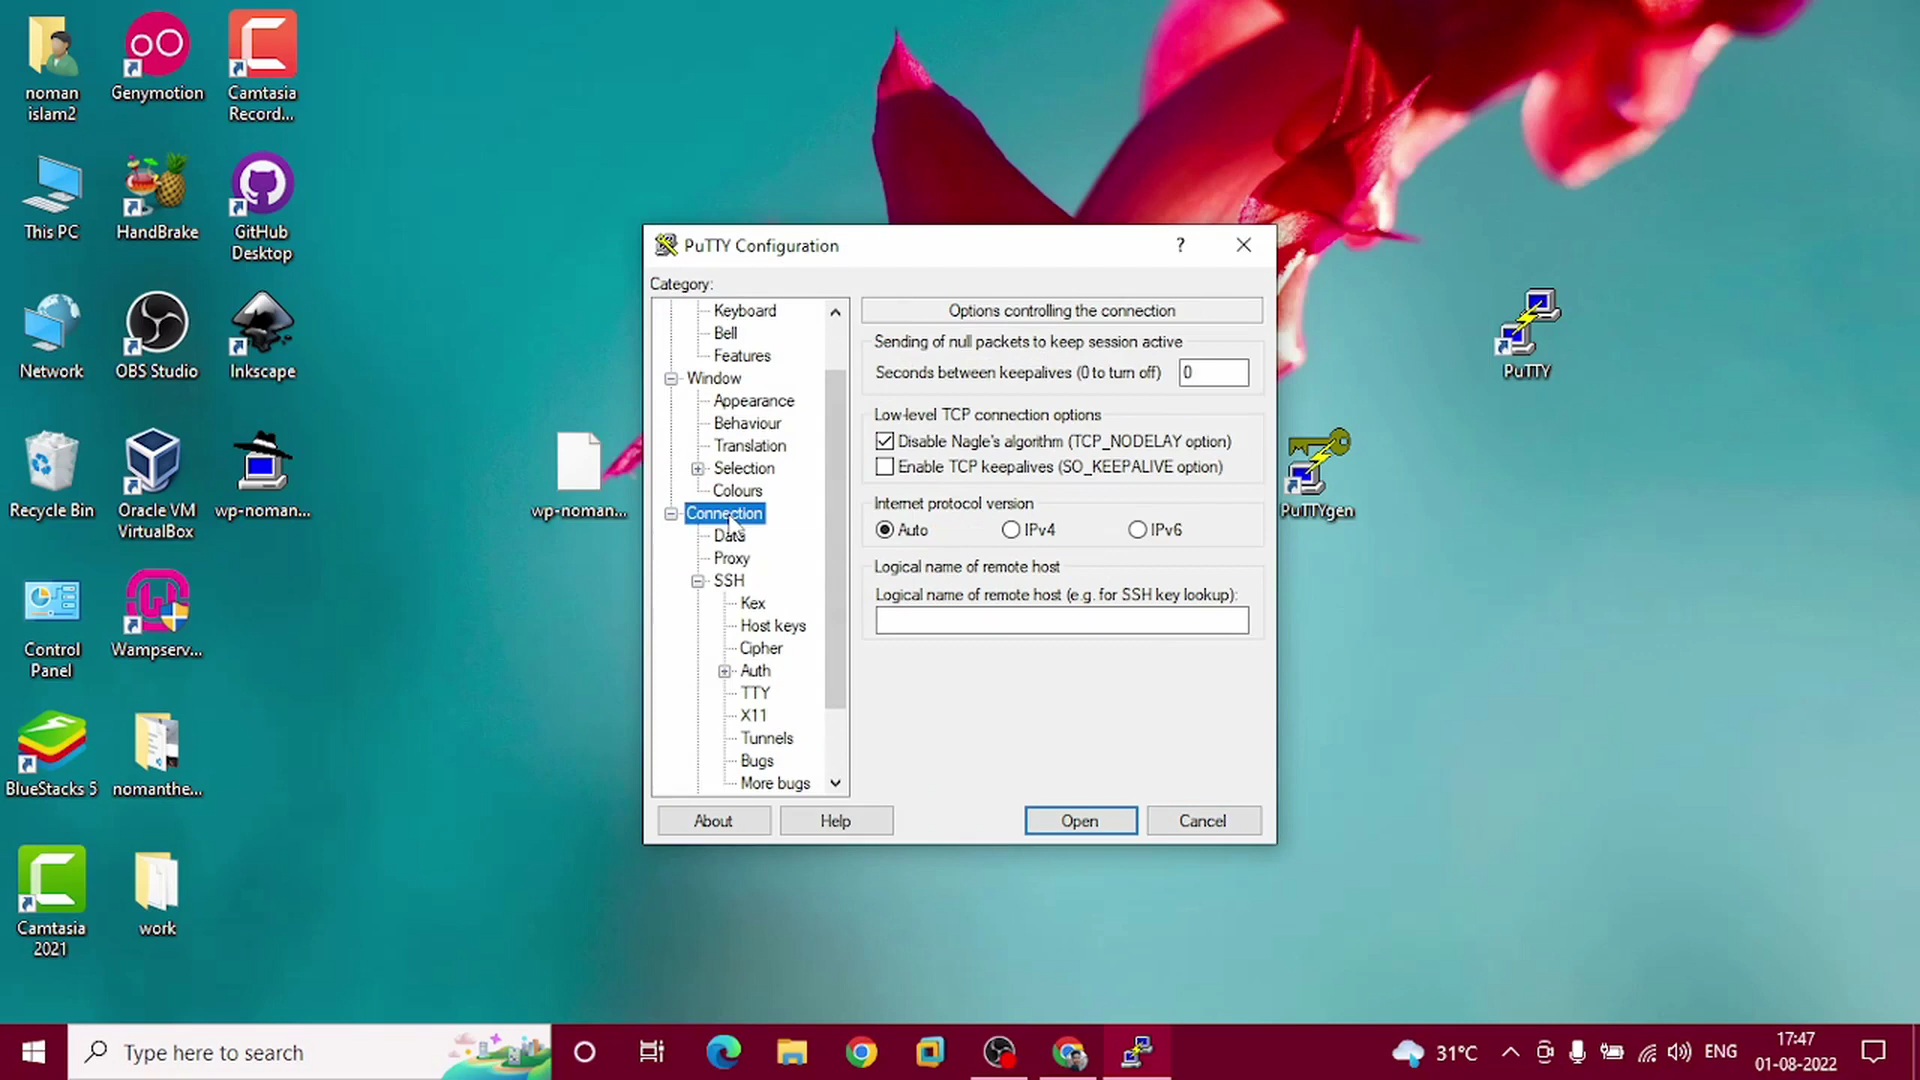 noman
islam2
Genymotion
Camtasia
Record...
This PC
HandBrake
GitHub
Desktop
Network
OBS Studio
Inkscape
Recycle Bin
Oracle VM
VirtualBox
wp-noman...
Control
Panel
Wampserv...
BlueStacks 5
nomanthe...
Camtasia
2021
work
wp-noman...
PuTTY
PuTTYgen
PuTTY Configuration
?
Category:
Keyboard
Bell
Features
Window
Appearance
Behaviour
Translation
Selection
Colours
Connection
Data
Proxy
SSH
Kex
Host keys
Cipher
Auth
TTY
X11
Tunnels
Bugs
More bugs
Options controlling the connection
Sending of null packets to keep session active
Seconds between keepalives (0 to turn off) 0
Low-level TCP connection options
Disable Nagle's algorithm (TCP_NODELAY option)
Enable TCP keepalives (SO_KEEPALIVE option)
Internet protocol version
Auto IPv4 IPv6
Logical name of remote host
Logical name of remote host (e.g. for SSH key lookup):
About Help Open Cancel
Type here to search
31°C
ENG
17:47
01-08-2022